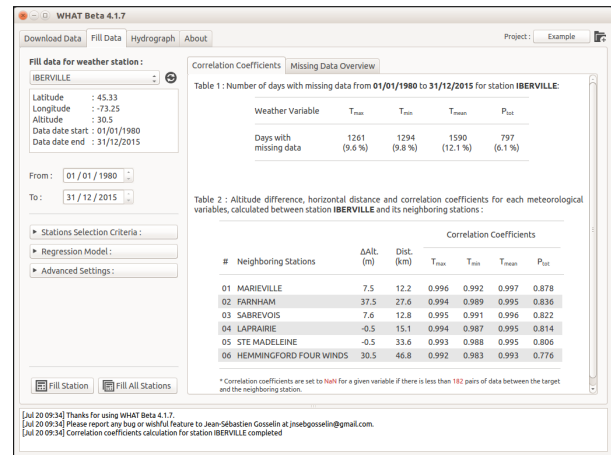 WHAT Beta 4.1.7
Download Data Fill Data Hydrograph About
Project : Example
Fill data for weather station :
IBERVILLE
Latitude : 45.33
Longitude : -73.25
Altitude : 30.5
Data date start : 01/01/1980
Data date end : 31/12/2015
From : 01 / 01 / 1980
To : 31 / 12 / 2015
Stations Selection Criteria :
Regression Model :
Advanced Settings :
Fill Station Fill All Stations
Correlation Coefficients Missing Data Overview
Table 1 : Number of days with missing data from 01/01/1980 to 31/12/2015 for station IBERVILLE:
Weather Variable Tmax Tmin Tmean Ptot
Days with 1261 1294 1590 797
missing data (9.6 %) (9.8 %) (12.1 %) (6.1 %)
Table 2 : Altitude difference, horizontal distance and correlation coefficients for each meteorological
variables, calculated between station IBERVILLE and its neighboring stations :
Correlation Coefficients
ΔAlt. Dist.
# Neighboring Stations (m) (km) Tmax Tmin Tmean Ptot
01 MARIEVILLE 7.5 12.2 0.996 0.992 0.997 0.878
02 FARNHAM 37.5 27.6 0.994 0.989 0.995 0.836
03 SABREVOIS 7.6 12.8 0.995 0.991 0.996 0.822
04 LAPRAIRIE -0.5 15.1 0.994 0.987 0.995 0.814
05 STE MADELEINE -0.5 33.6 0.993 0.988 0.995 0.806
06 HEMMINGFORD FOUR WINDS 30.5 46.8 0.992 0.983 0.993 0.776
* Correlation coefficients are set to NaN for a given variable if there is less than 182 pairs of data between the target
and the neighboring station.
[Jul 20 09:34] Thanks for using WHAT Beta 4.1.7.
[Jul 20 09:34] Please report any bug or wishful feature to Jean-Sébastien Gosselin at jnsebgosselin@gmail.com.
[Jul 20 09:34] Correlation coefficients calculation for station IBERVILLE completed